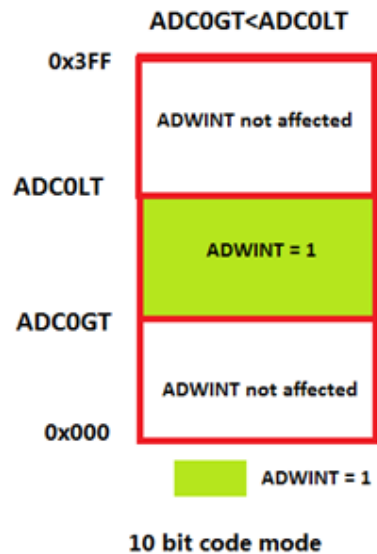 ADC0GT<ADC0LT
0x3FF
ADWINT not affected
ADC0LT
ADWINT = 1
ADC0GT
ADWINT not affected
0x000
ADWINT = 1
10 bit code mode